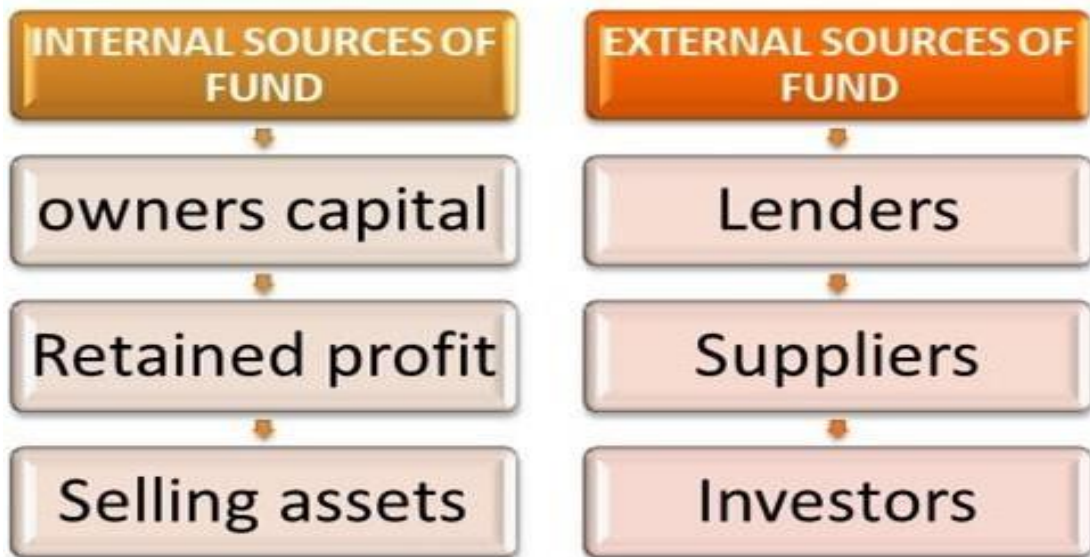 INTERNAL SOURCES OF
FUND
owners capital
Retained profit
Selling assets
EXTERNAL SOURCES OF
FUND
Lenders
Suppliers
Investors